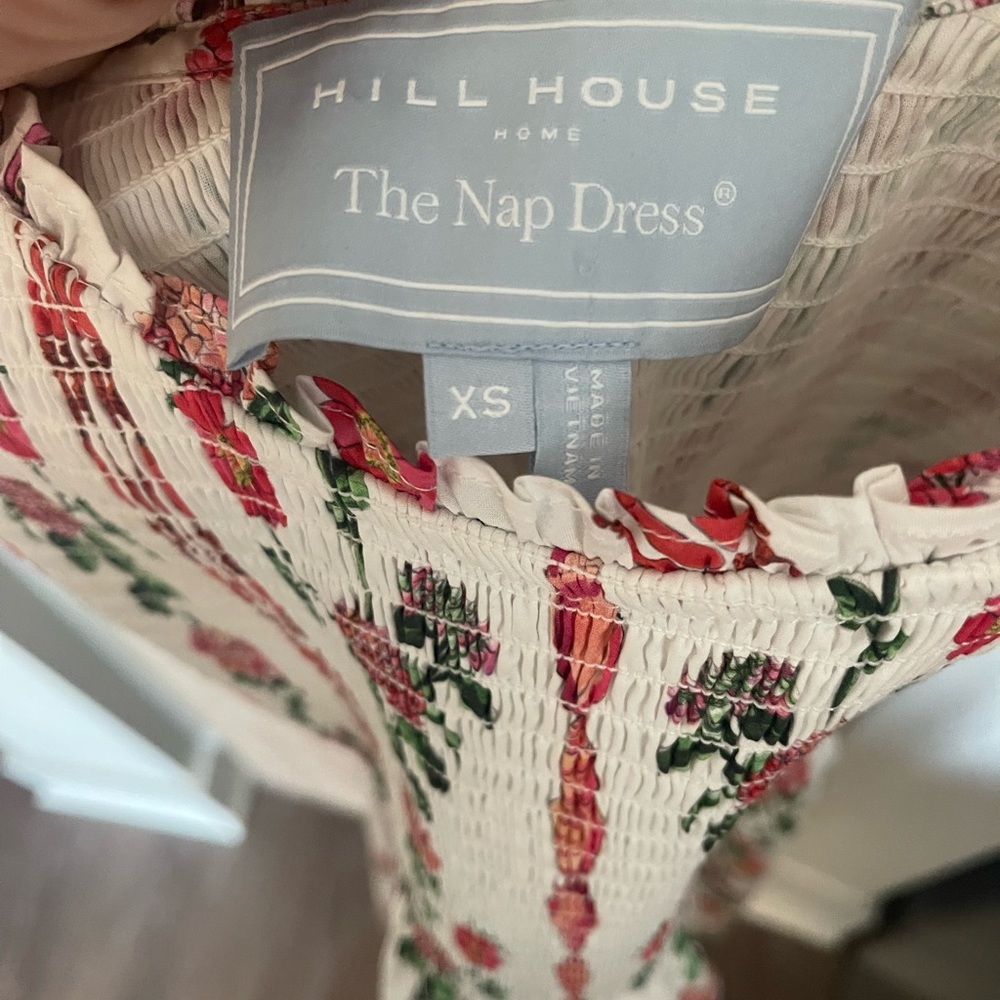 HILL HOUSE
HOME
The Nap Dress®
XS
MADE IN
VIETNAM